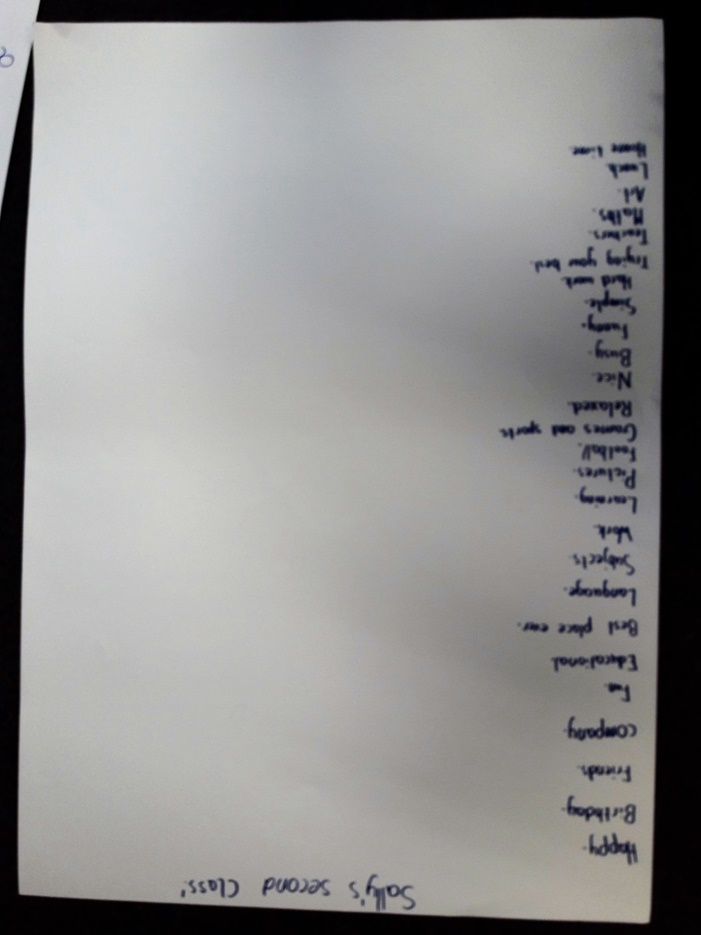 Sally's second Class.'
Happy.
Birthday.
Friends.
Company.
Fun.
Educational
Best place ever.
Language.
Subjects.
Work.
Learning.
Pictures.
Football.
Games and sports.
Relaxed.
Nice.
Busy.
Funny.
Simple.
Hard work.
Trying your best.
Teachers.
Maths.
Art.
Lunch.
Home time.